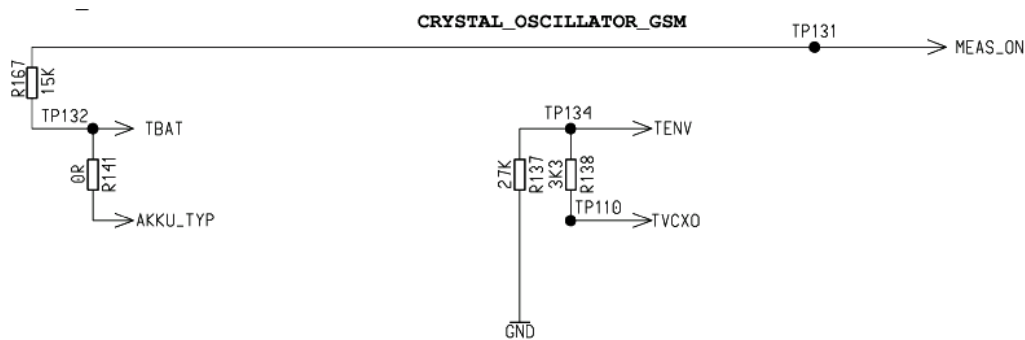 CRYSTAL_OSCILLATOR_GSM
TP131
MEAS_ON
R167
15K
TP132
TBAT
TP134
TENV
0R
R141
27K
R137
3K3
R138
TP110
AKKU_TYP
TVCXO
GND